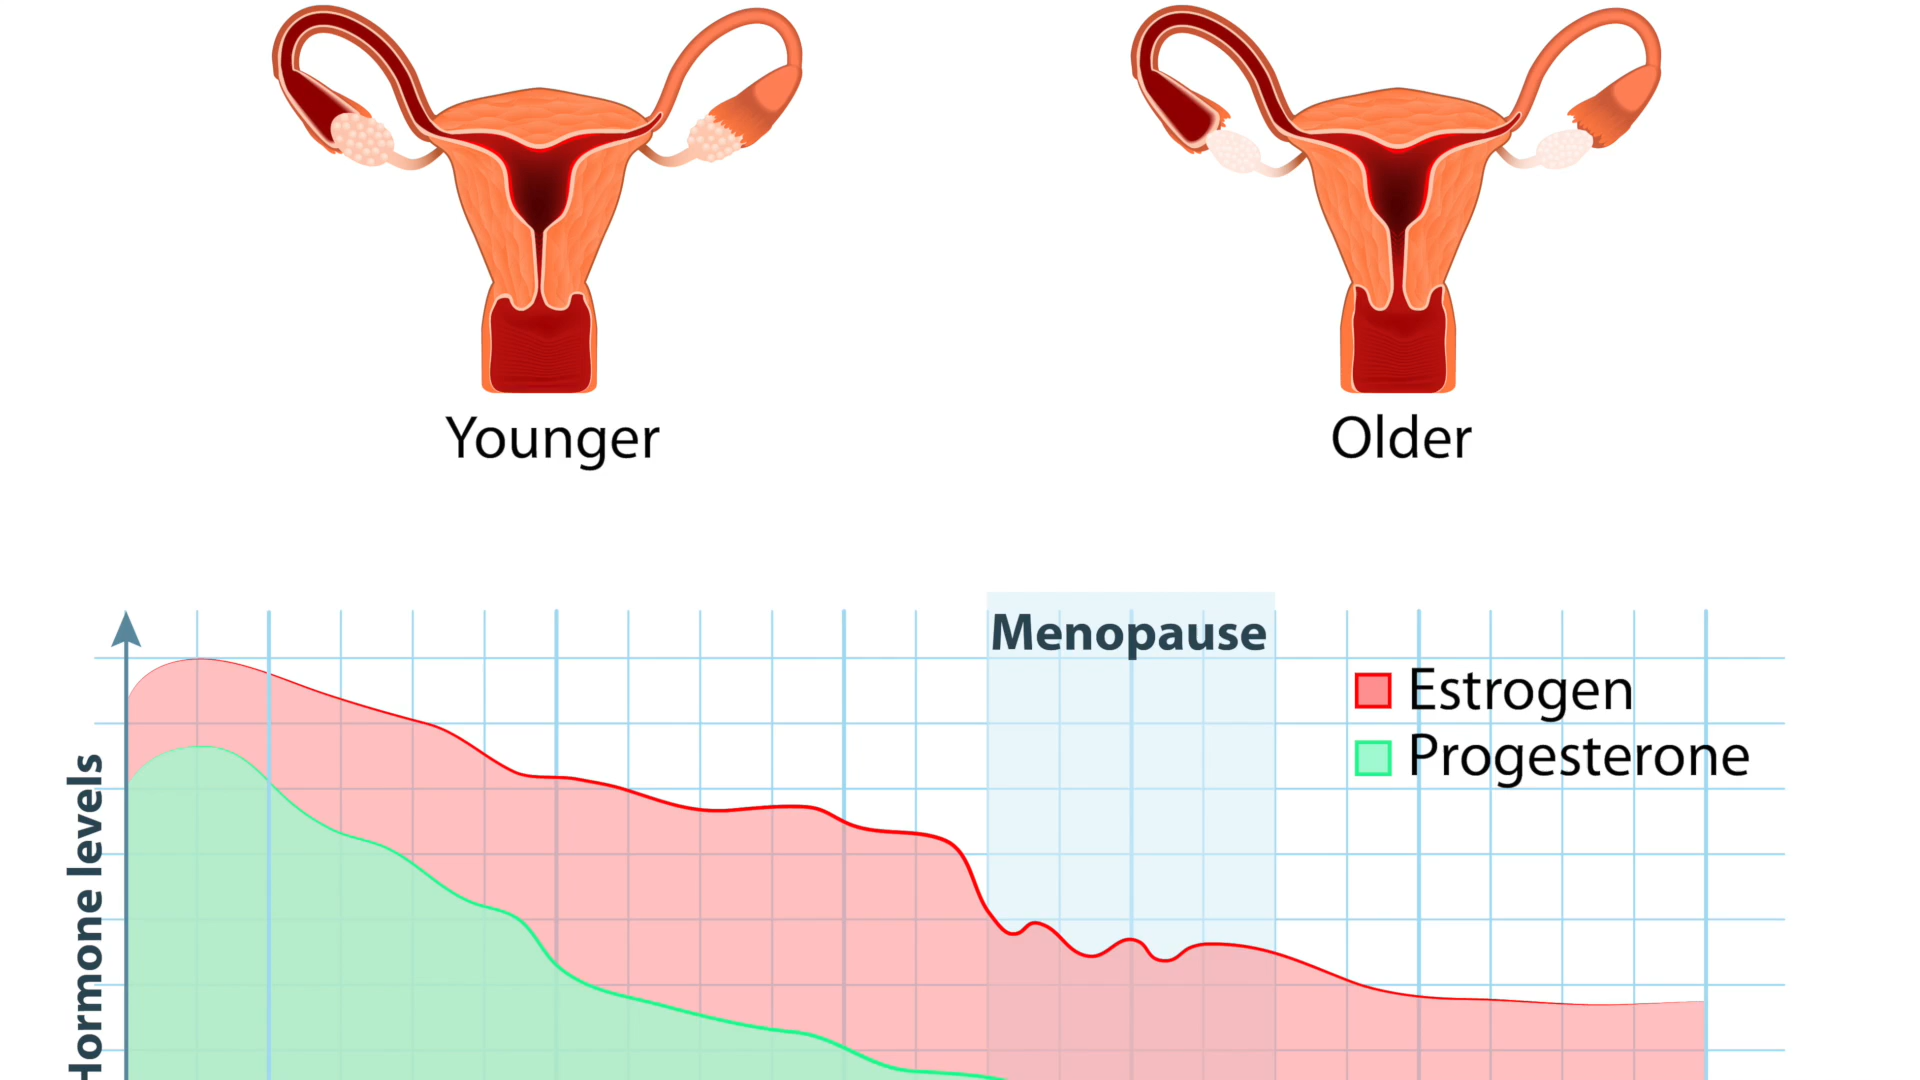 Younger
Older
Menopause
Estrogen
Progesterone
Hormone levels